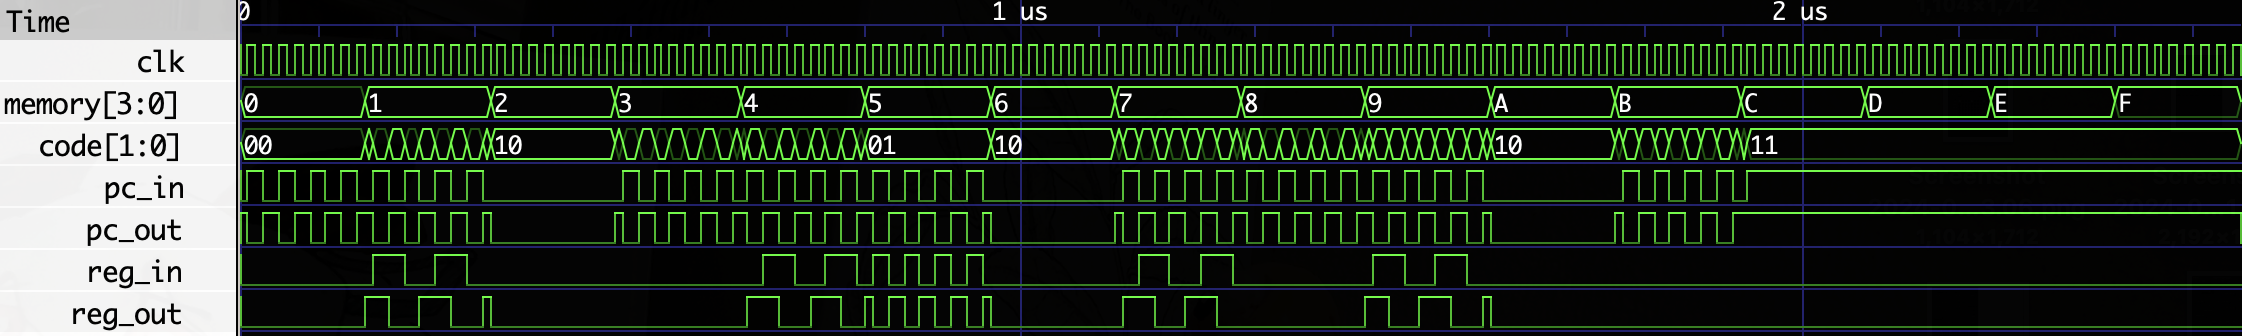 Time 0 1 us 2 us
clk
memory[3:0] 0 1 2 3 4 5 6 7 8 9 A B C D E F
code[1:0] 00 10 01 10 10 11
pc_in
pc_out
reg_in
reg_out